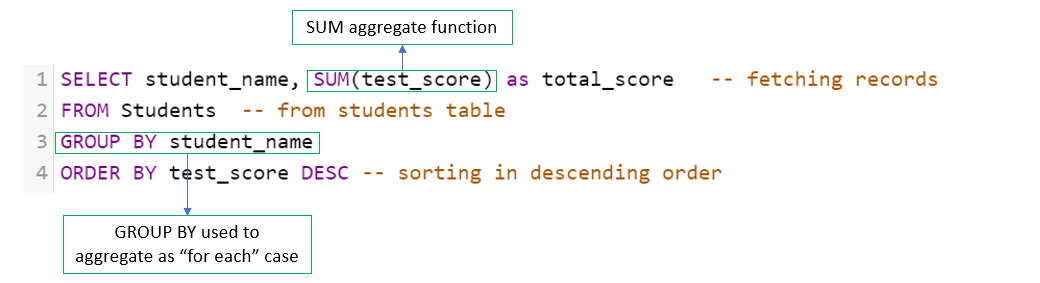 SUM aggregate function
1 SELECT student_name, SUM(test_score) as total_score -- fetching records
2 FROM Students -- from students table
3 GROUP BY student_name
4 ORDER BY test_score DESC -- sorting in descending order
GROUP BY used to
aggregate as “for each” case